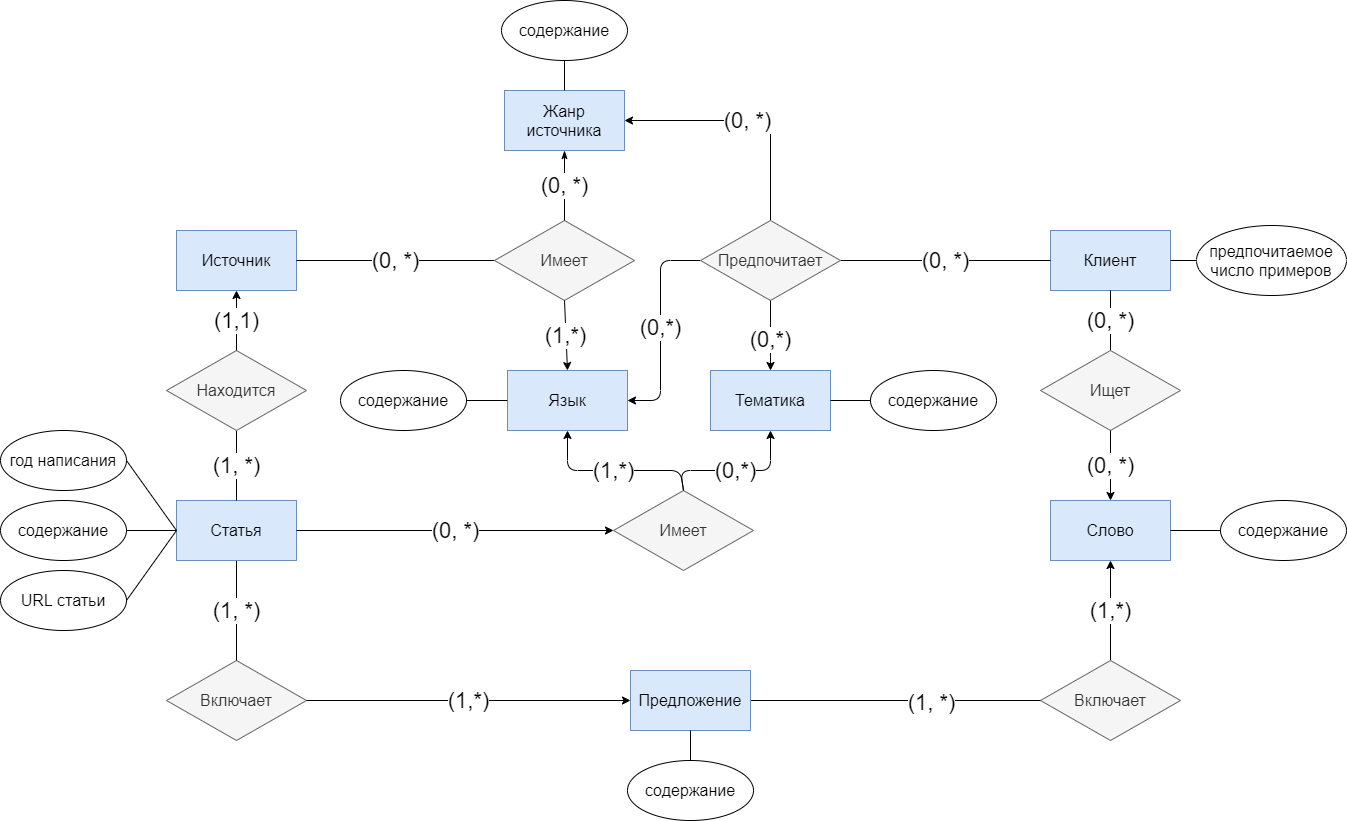 содержание
Жанр
источника
(0, *)
(0, *)
Источник
(0, *)
Имеет
Предпочитает
(0, *)
Клиент
предпочитаемое
число примеров
(1,1)
(1,*)
(0,*)
(0,*)
(0, *)
Находится
содержание
Язык
Тематика
содержание
Ищет
год написания
(1, *)
(1,*)
(0,*)
(0, *)
содержание
Статья
(0, *)
Имеет
Слово
содержание
URL статьи
(1, *)
(1,*)
Включает
(1,*)
Предложение
(1, *)
Включает
содержание